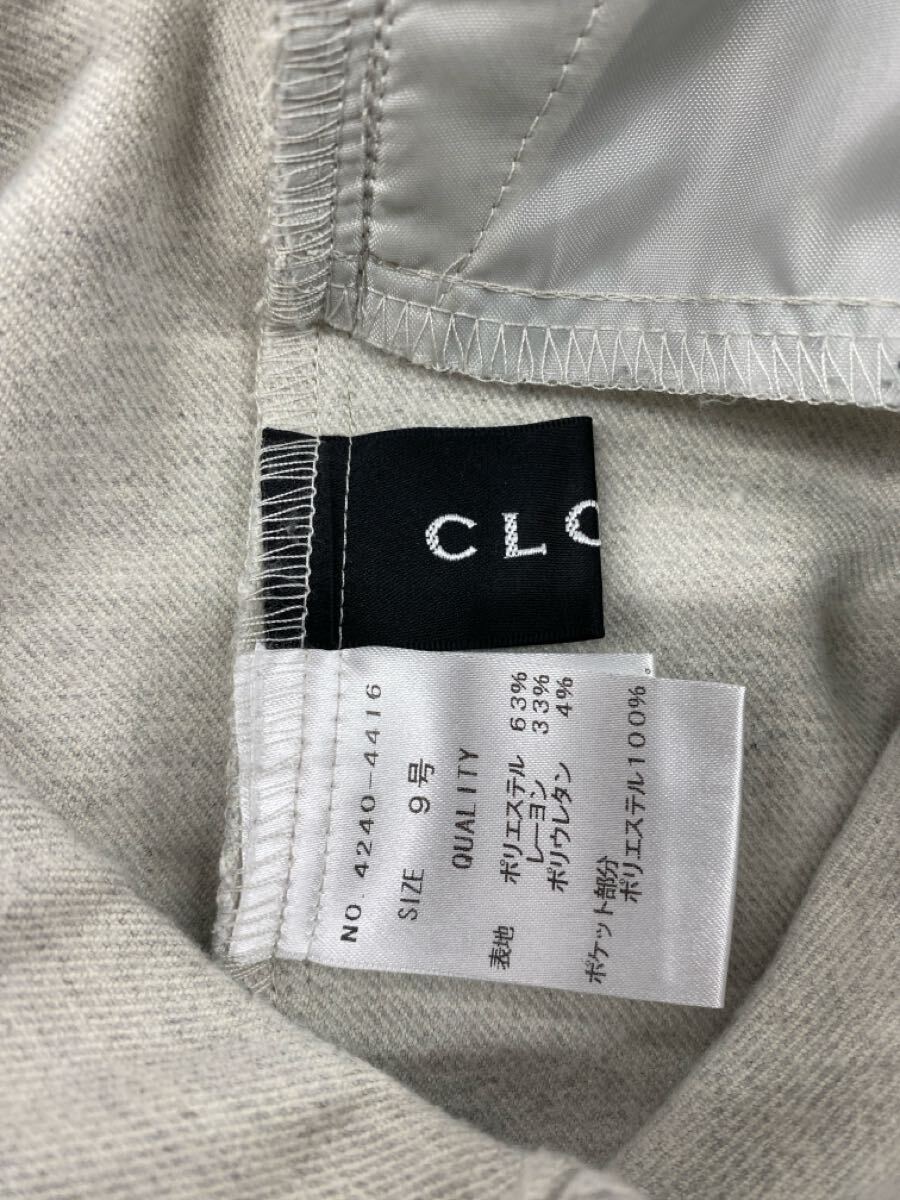 CLO
NO. 4240-4416
SIZE 9号
QUALITY
表地 ポリエステル 63%
レーヨン 33%
ポリウレタン 4%
ポケット部分
ポリエステル100%